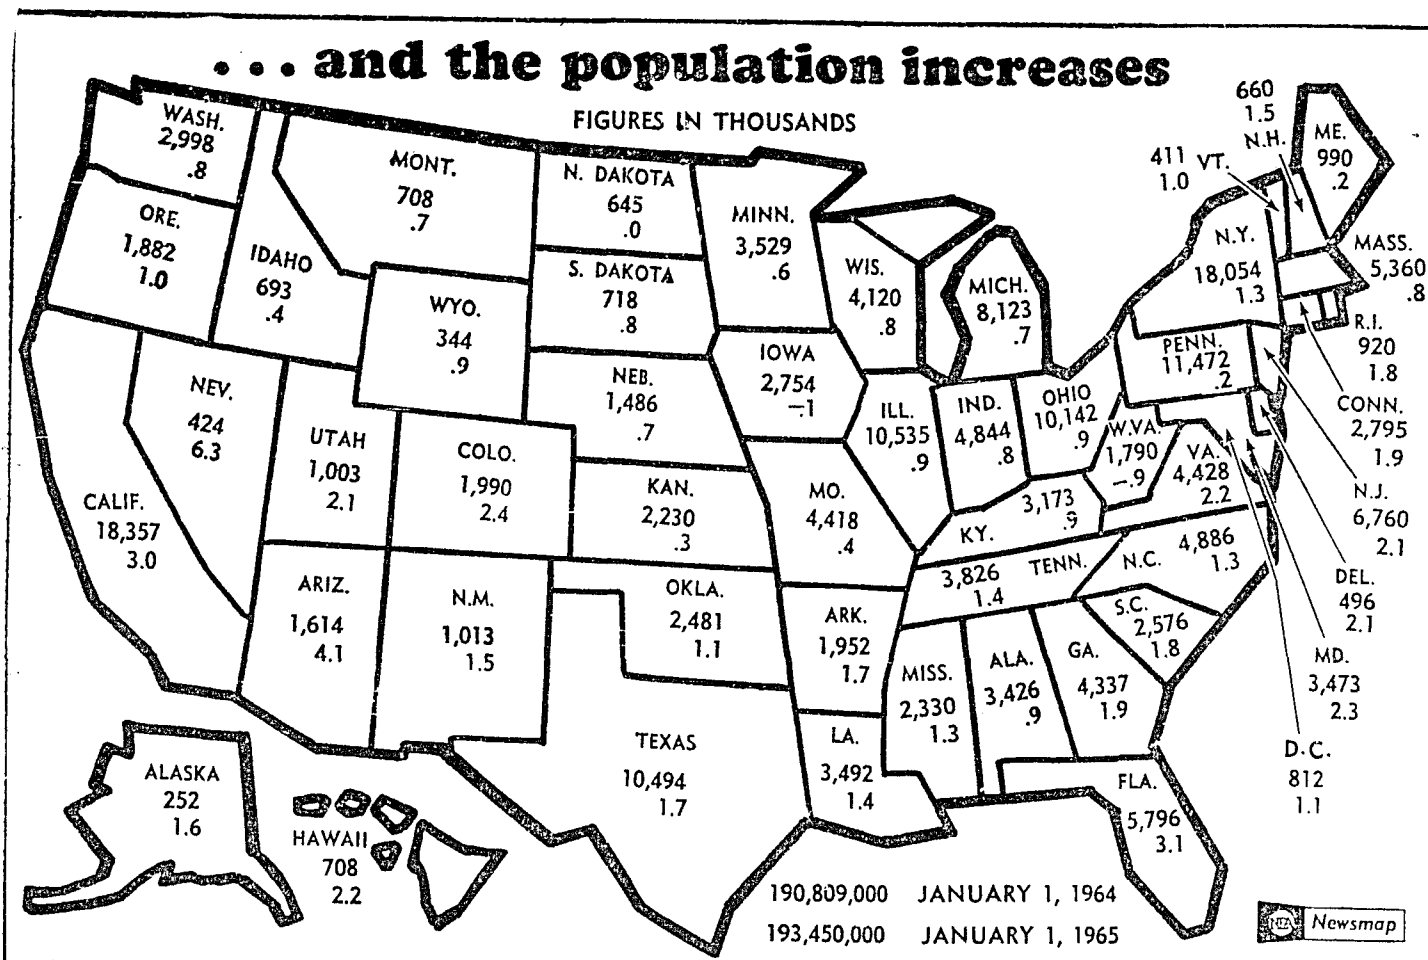 . . . and the population increases
FIGURES IN THOUSANDS
WASH.
2,998
.8
ORE.
1,882
1.0
IDAHO
693
.4
MONT.
708
.7
WYO.
344
.9
N. DAKOTA
645
.0
S. DAKOTA
718
.8
MINN.
3,529
.6
WIS.
4,120
.8
MICH.
8,123
.7
660
1.5
N.H.
411
1.0
VT.
ME.
990
.2
N.Y.
18,054
1.3
MASS.
5,360
.8
R.I.
920
1.8
CONN.
2,795
1.9
N.J.
6,760
2.1
DEL.
496
2.1
MD.
3,473
2.3
D.C.
812
1.1
PENN.
11,472
.2
OHIO
10,142
.9
IND.
4,844
.8
ILL.
10,535
.9
IOWA
2,754
–.1
NEB.
1,486
.7
NEV.
424
6.3
UTAH
1,003
2.1
COLO.
1,990
2.4
KAN.
2,230
.3
MO.
4,418
.4
KY.
3,173
.9
W.VA.
1,790
–.9
VA.
4,428
2.2
CALIF.
18,357
3.0
ARIZ.
1,614
4.1
N.M.
1,013
1.5
OKLA.
2,481
1.1
ARK.
1,952
1.7
3,826
TENN.
1.4
N.C.
4,886
1.3
S.C.
2,576
1.8
MISS.
2,330
1.3
ALA.
3,426
.9
GA.
4,337
1.9
TEXAS
10,494
1.7
LA.
3,492
1.4
FLA.
5,796
3.1
ALASKA
252
1.6
HAWAII
708
2.2
190,809,000 JANUARY 1, 1964
193,450,000 JANUARY 1, 1965
NEA Newsmap